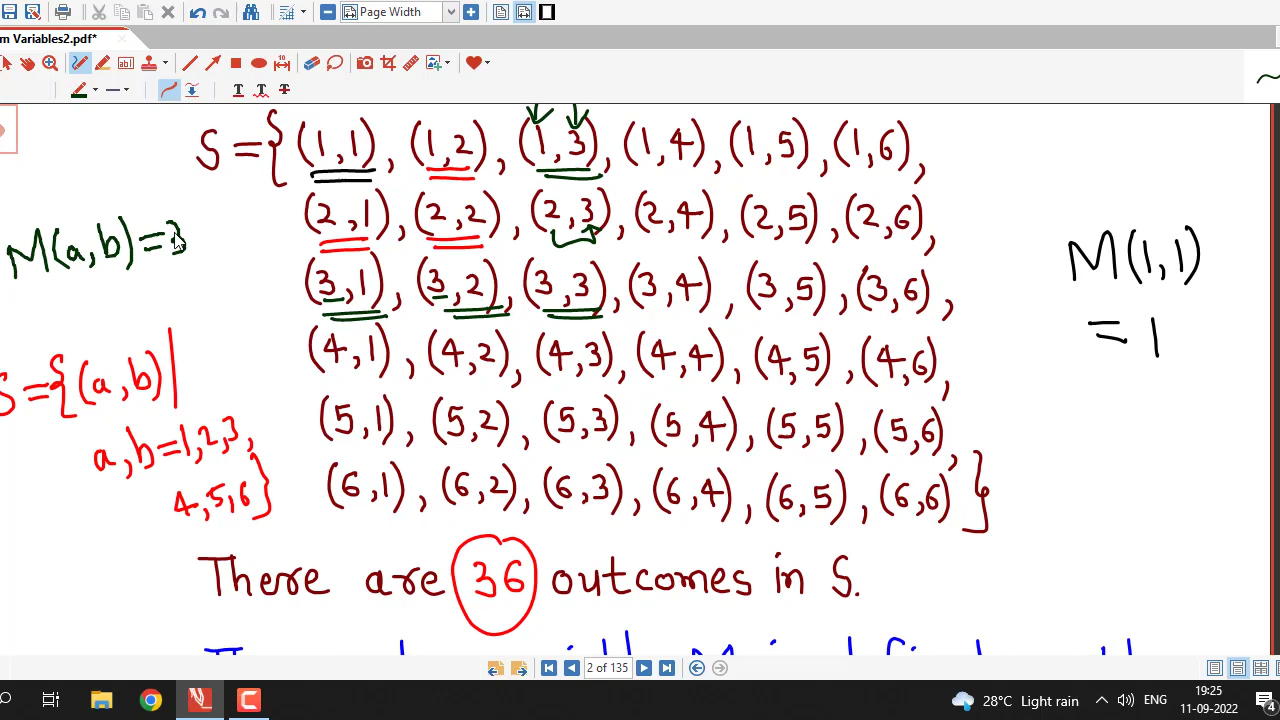 Page Width
m Variables2.pdf*
S={(1,1), (1,2), (1,3), (1,4), (1,5), (1,6),
(2,1), (2,2), (2,3), (2,4), (2,5), (2,6),
(3,1), (3,2), (3,3), (3,4), (3,5), (3,6),
(4,1), (4,2), (4,3), (4,4), (4,5), (4,6),
(5,1), (5,2), (5,3), (5,4), (5,5), (5,6),
(6,1), (6,2), (6,3), (6,4), (6,5), (6,6)}
M(a,b)=3
S={(a,b)|
a,b=1,2,3,
4,5,6}
M(1,1)
=1
There are 36 outcomes in S.
2 of 135
28°C Light rain
ENG
19:25
11-09-2022
4